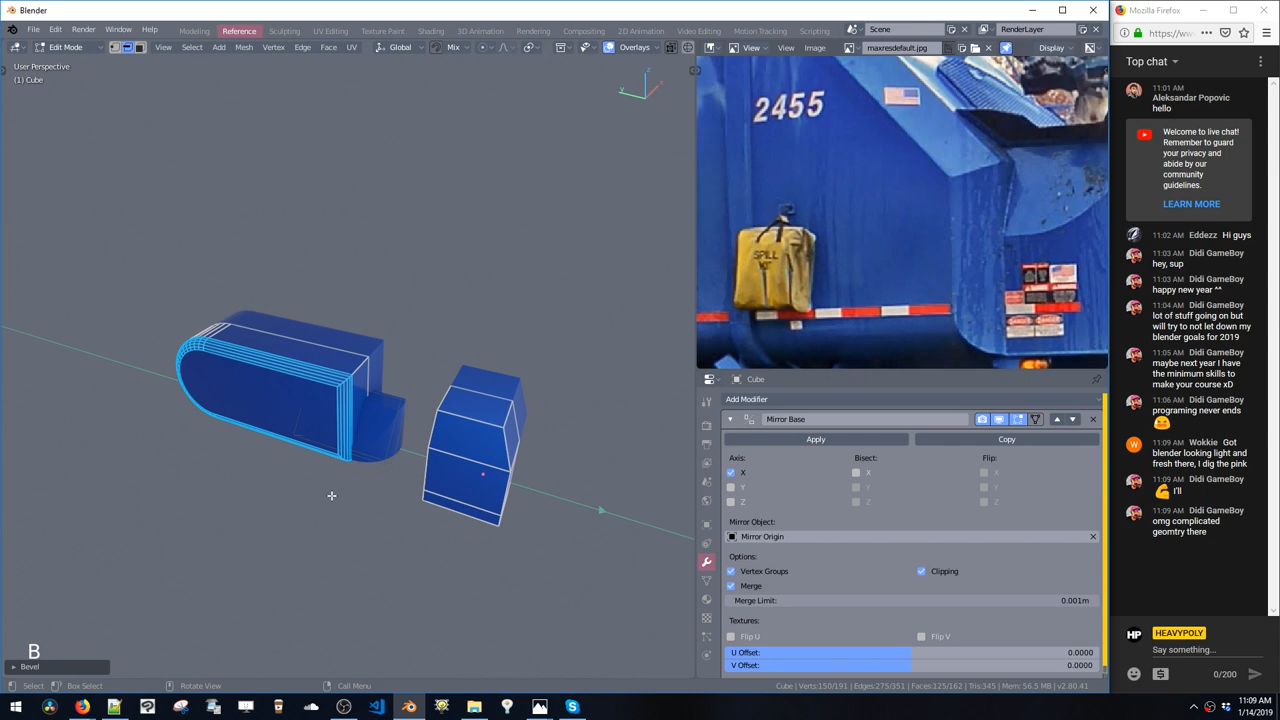 Blender
File Edit Render Window Help Modeling Reference Sculpting UV Editing Texture Paint Shading 3D Animation Rendering Compositing 2D Animation Video Editing Motion Tracking Scripting Scene RenderLayer
Edit Mode View Select Add Mesh Vertex Edge Face UV Global Mix Overlays
View View Image maxresdefault.jpg Display
User Perspective
(1) Cube
z
2455
SPILL
KIT
Cube
Add Modifier
Mirror Base
Apply Copy
Axis: Bisect: Flip:
X X X
Y Y Y
Z Z Z
Mirror Object:
Mirror Origin
Options:
Vertex Groups Clipping
Merge
Merge Limit: 0.001m
Textures:
Flip U Flip V
U Offset: 0.0000
V Offset: 0.0000
B
Bevel
Select Box Select Rotate View Call Menu
Cube | Verts:150/191 | Edges:275/351 | Faces:125/162 | Tris:345 | Mem: 56.5 MB | v2.80.41
Mozilla Firefox
https://ww
Top chat
11:01 AM
Aleksandar Popovic
hello
Welcome to live chat!
Remember to guard
your privacy and
abide by our
community
guidelines.
LEARN MORE
11:02 AM Eddezz Hi guys
11:03 AM Didi GameBoy
hey, sup
11:03 AM Didi GameBoy
happy new year ^^
11:04 AM Didi GameBoy
lot of stuff going on but
will try to not let down my
blender goals for 2019
11:05 AM Didi GameBoy
maybe next year I have
the minimum skills to
make your course xD
11:06 AM Didi GameBoy
programing never ends
11:09 AM Wokkie Got
blender looking light and
fresh there, I dig the pink
11:09 AM Didi GameBoy
I'll
11:09 AM Didi GameBoy
omg complicated
geomtry there
HP HEAVYPOLY
Say something...
0/200
11:09 AM
1/14/2019